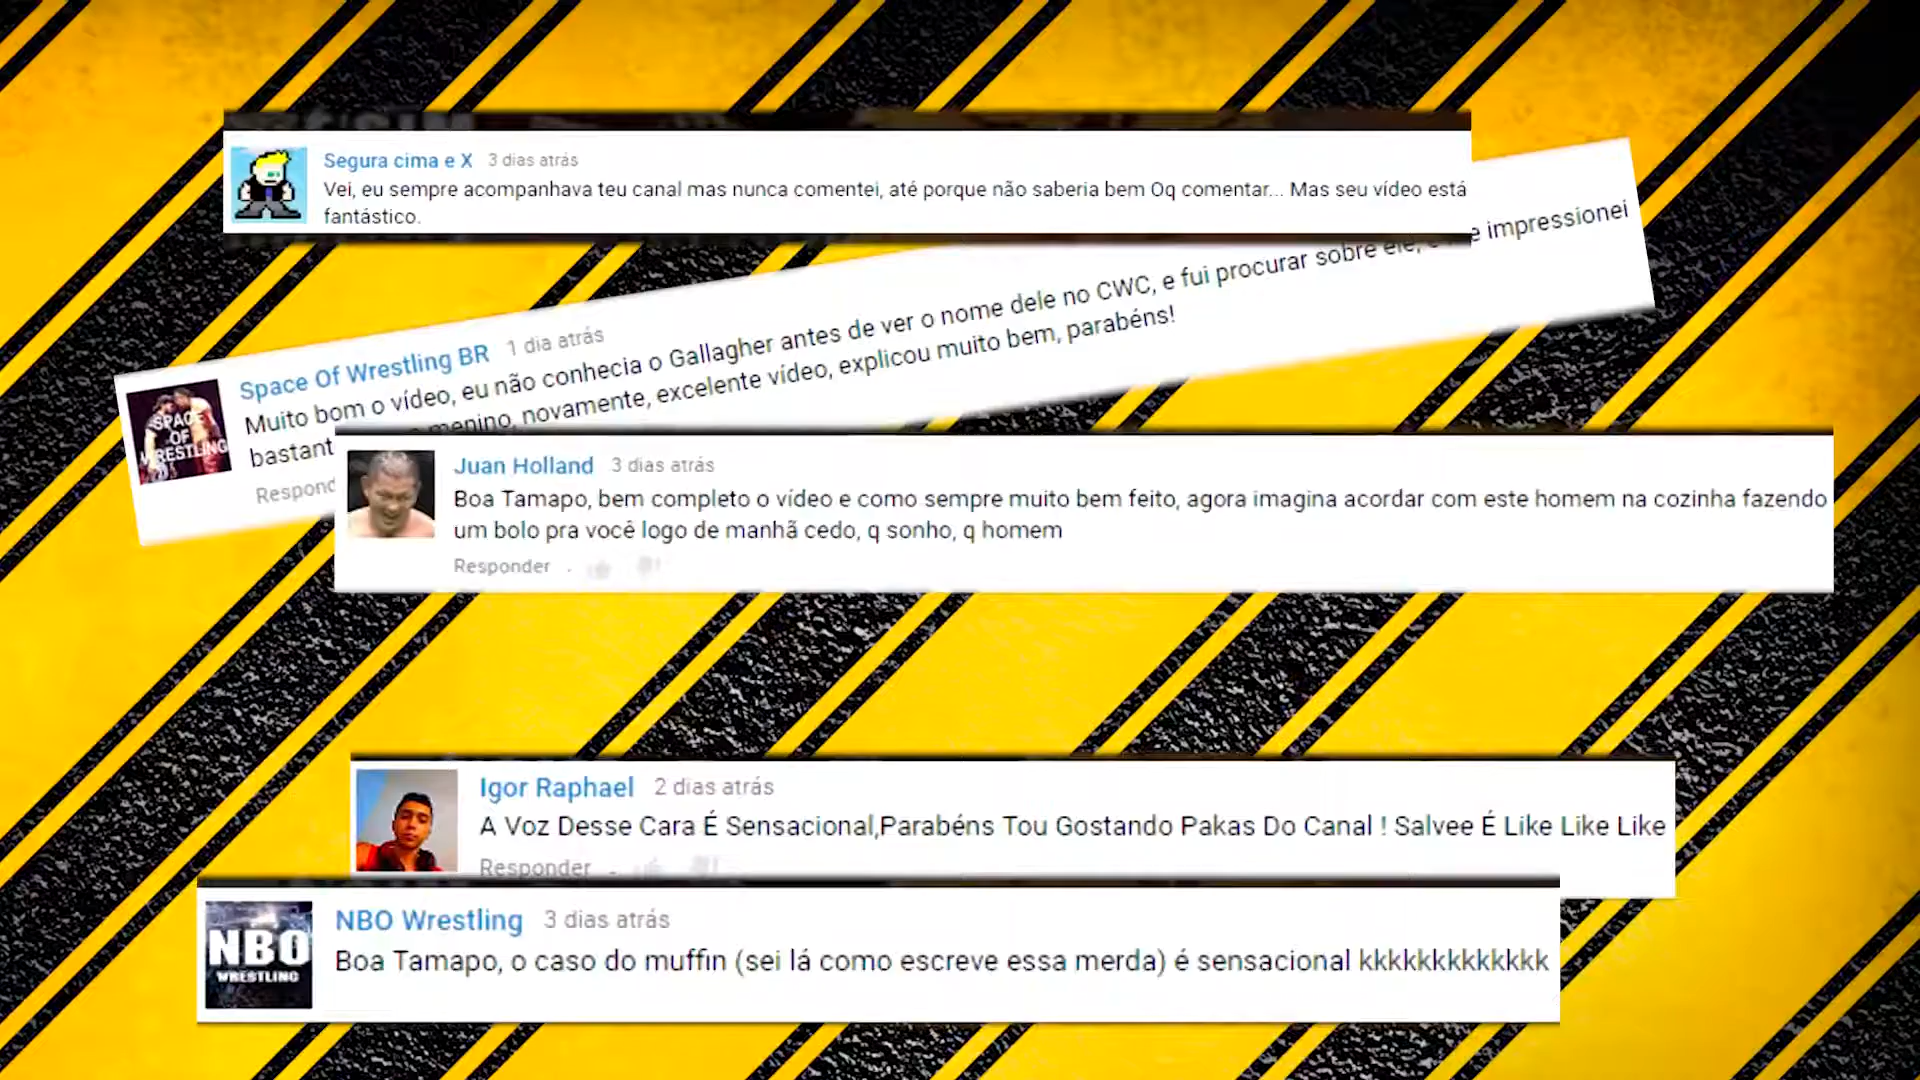 Segura cima e X 3 dias atrás
Vei, eu sempre acompanhava teu canal mas nunca comentei, até porque não saberia bem Oq comentar... Mas seu vídeo está
fantástico.
Space Of Wrestling BR 1 dia atrás
Muito bom o vídeo, eu não conhecia o Gallagher antes de ver o nome dele no CWC, e fui procurar sobre ele, e me impressionei
bastant menino, novamente, excelente vídeo, explicou muito bem, parabéns!
Respond
SPACE
OF
WRESTLING
Juan Holland 3 dias atrás
Boa Tamapo, bem completo o vídeo e como sempre muito bem feito, agora imagina acordar com este homem na cozinha fazendo
um bolo pra você logo de manhã cedo, q sonho, q homem
Responder
Igor Raphael 2 dias atrás
A Voz Desse Cara É Sensacional,Parabéns Tou Gostando Pakas Do Canal ! Salvee É Like Like Like
Responder
NBO
WRESTLING
NBO Wrestling 3 dias atrás
Boa Tamapo, o caso do muffin (sei lá como escreve essa merda) é sensacional kkkkkkkkkkkkk